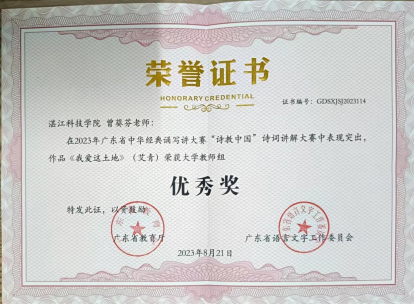 荣誉证书
HONORARY CREDENTIAL
证书编号：GDSXJSJ2023114
湛江科技学院 曾葵芬老师：
在2023年广东省中华经典诵写讲大赛“诗教中国”诗词讲解大赛中表现突出，
作品《我爱这土地》（艾青）荣获大学教师组
优秀奖
特发此证，以资鼓励
广东省教育厅 广东省语言文字工作委员会
2023年8月21日